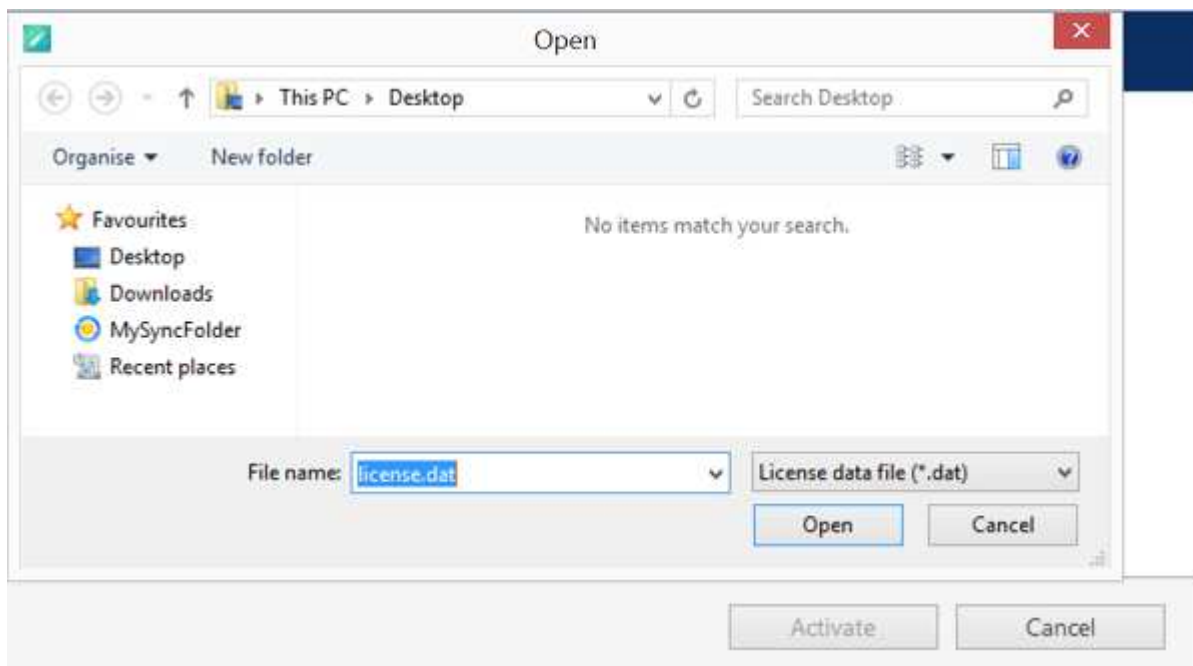 Open
This PC Desktop Search Desktop
Organise New folder
No items match your search.
Favourites
Desktop
Downloads
MySyncFolder
Recent places
File name: license.dat License data file (*.dat)
Open Cancel
Activate Cancel